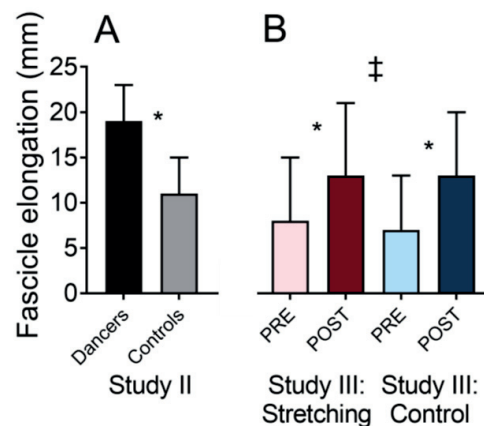 A
B
Fascicle elongation (mm)
25
20
15
10
5
0
*
*
‡
*
Dancers
Controls
PRE
POST
PRE
POST
Study II
Study III:
Stretching
Study III:
Control